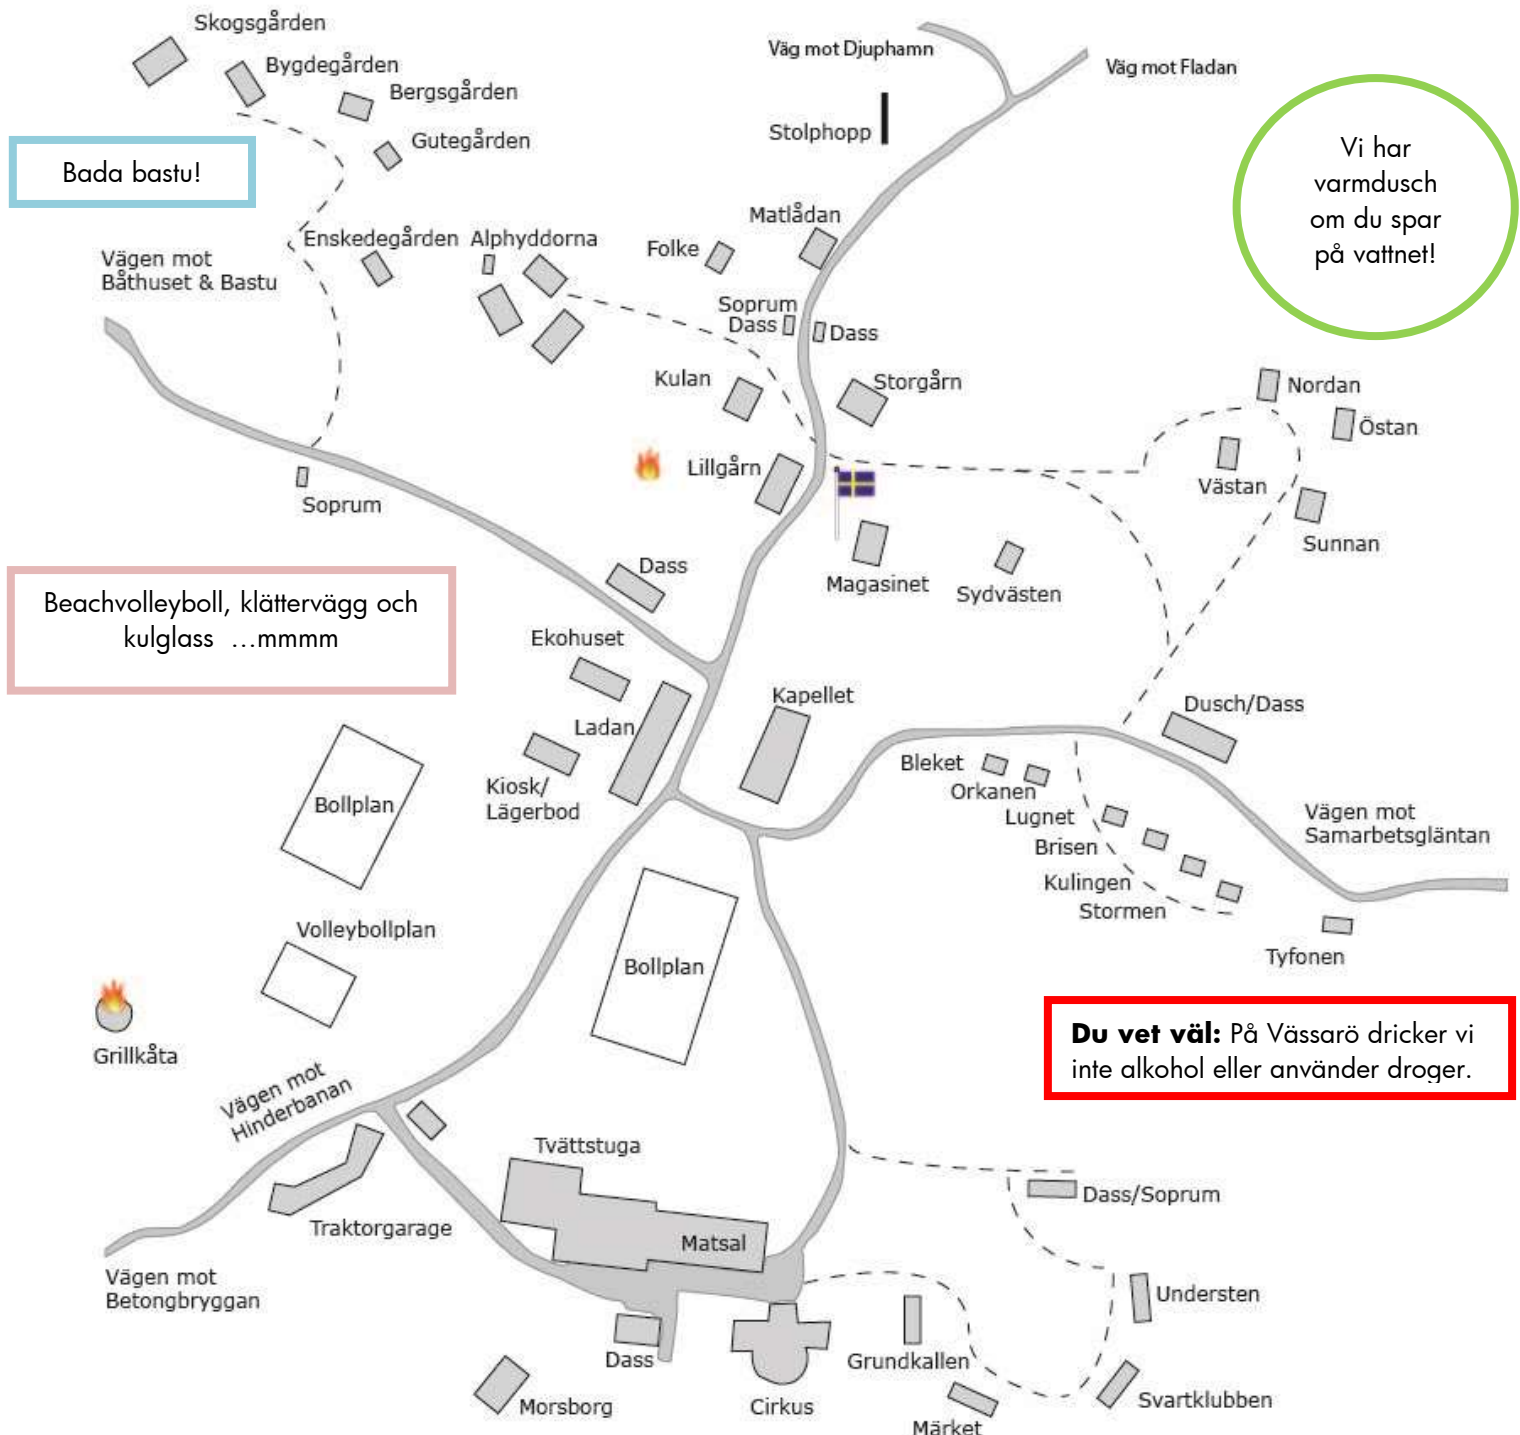 Skogsgården
Bygdegården
Bergsgården
Gutegården
Väg mot Djuphamn
Väg mot Fladan
Stolphopp
Bada bastu!
Vi har
varmdusch
om du spar
på vattnet!
Vägen mot
Båthuset & Bastu
Enskedegården
Alphyddorna
Folke
Matlådan
Soprum
Dass
Dass
Kulan
Storgårn
Nordan
Östan
Västan
Sunnan
Lillgårn
Soprum
Magasinet
Sydvästen
Dass
Beachvolleyboll, klättervägg och
kulglass ...mmmm
Ekohuset
Ladan
Kiosk/
Lägerbod
Kapellet
Dusch/Dass
Bleket
Orkanen
Lugnet
Brisen
Kulingen
Stormen
Tyfonen
Vägen mot
Samarbetsgläntan
Bollplan
Volleybollplan
Bollplan
Grillkåta
Du vet väl: På Vässarö dricker vi
inte alkohol eller använder droger.
Vägen mot
Hinderbanan
Tvättstuga
Traktorgarage
Matsal
Dass/Soprum
Vägen mot
Betongbryggan
Understen
Dass
Grundkallen
Morsborg
Cirkus
Svartklubben
Märket